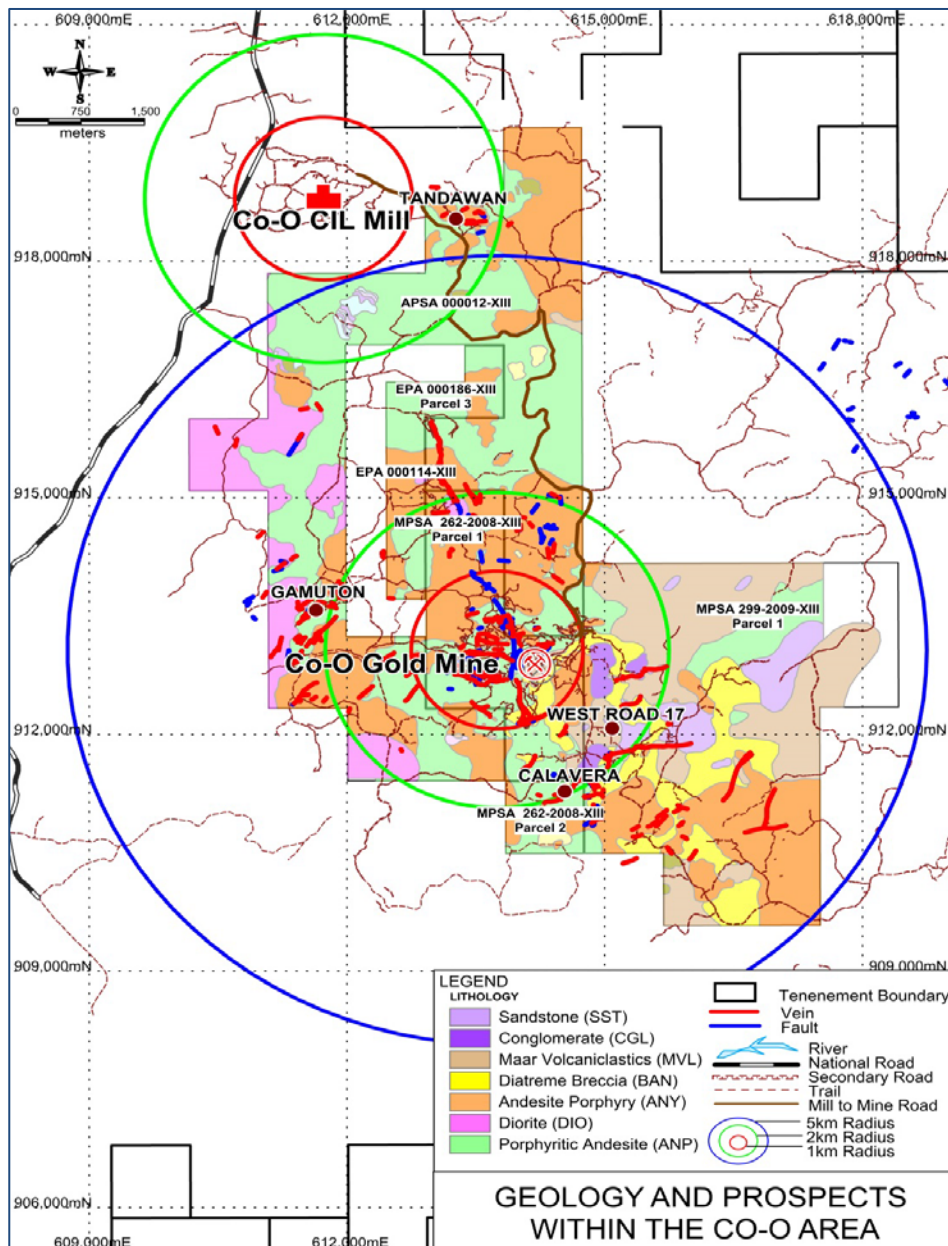 609,000mE 612,000mE 615,000mE 618,000mE
N
W E
S
0 750 1,500
meters
TANDAWAN
Co-O CIL Mill
918,000mN 918,000mN
APSA 000012-XIII
EPA 000186-XIII
Parcel 3
EPA 000114-XIII
915,000mN 915,000mN
MPSA 262-2008-XIII
Parcel 1
GAMUTON
MPSA 299-2009-XIII
Parcel 1
Co-O Gold Mine
WEST ROAD 17
912,000mN 912,000mN
CALAVERA
MPSA 262-2008-XIII
Parcel 2
909,000mN 909,000mN
LEGEND
LITHOLOGY
Sandstone (SST)
Conglomerate (CGL)
Maar Volcaniclastics (MVL)
Diatreme Breccia (BAN)
Andesite Porphyry (ANY)
Diorite (DIO)
Porphyritic Andesite (ANP)
Tenenement Boundary
Vein
Fault
River
National Road
Secondary Road
Trail
Mill to Mine Road
5km Radius
2km Radius
1km Radius
906,000mN
GEOLOGY AND PROSPECTS
WITHIN THE CO-O AREA
609,000mE 612,000mE